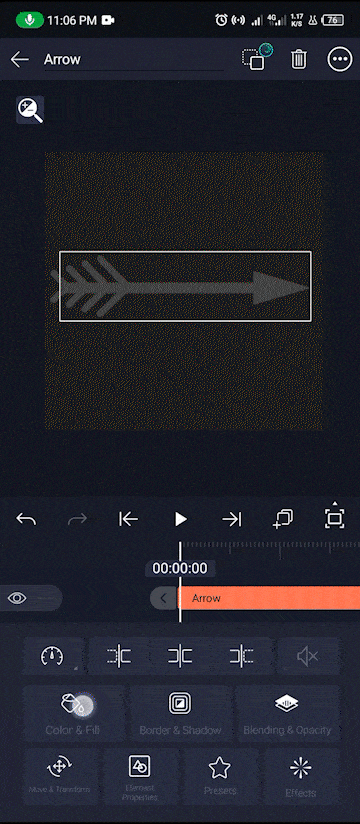 11:06 PM
4G
1.17
K/S
76
Arrow
00:00:00
Arrow
Color & Fill
Border & Shadow
Blending & Opacity
Move & Transform
Element
Properties
Presets
Effects